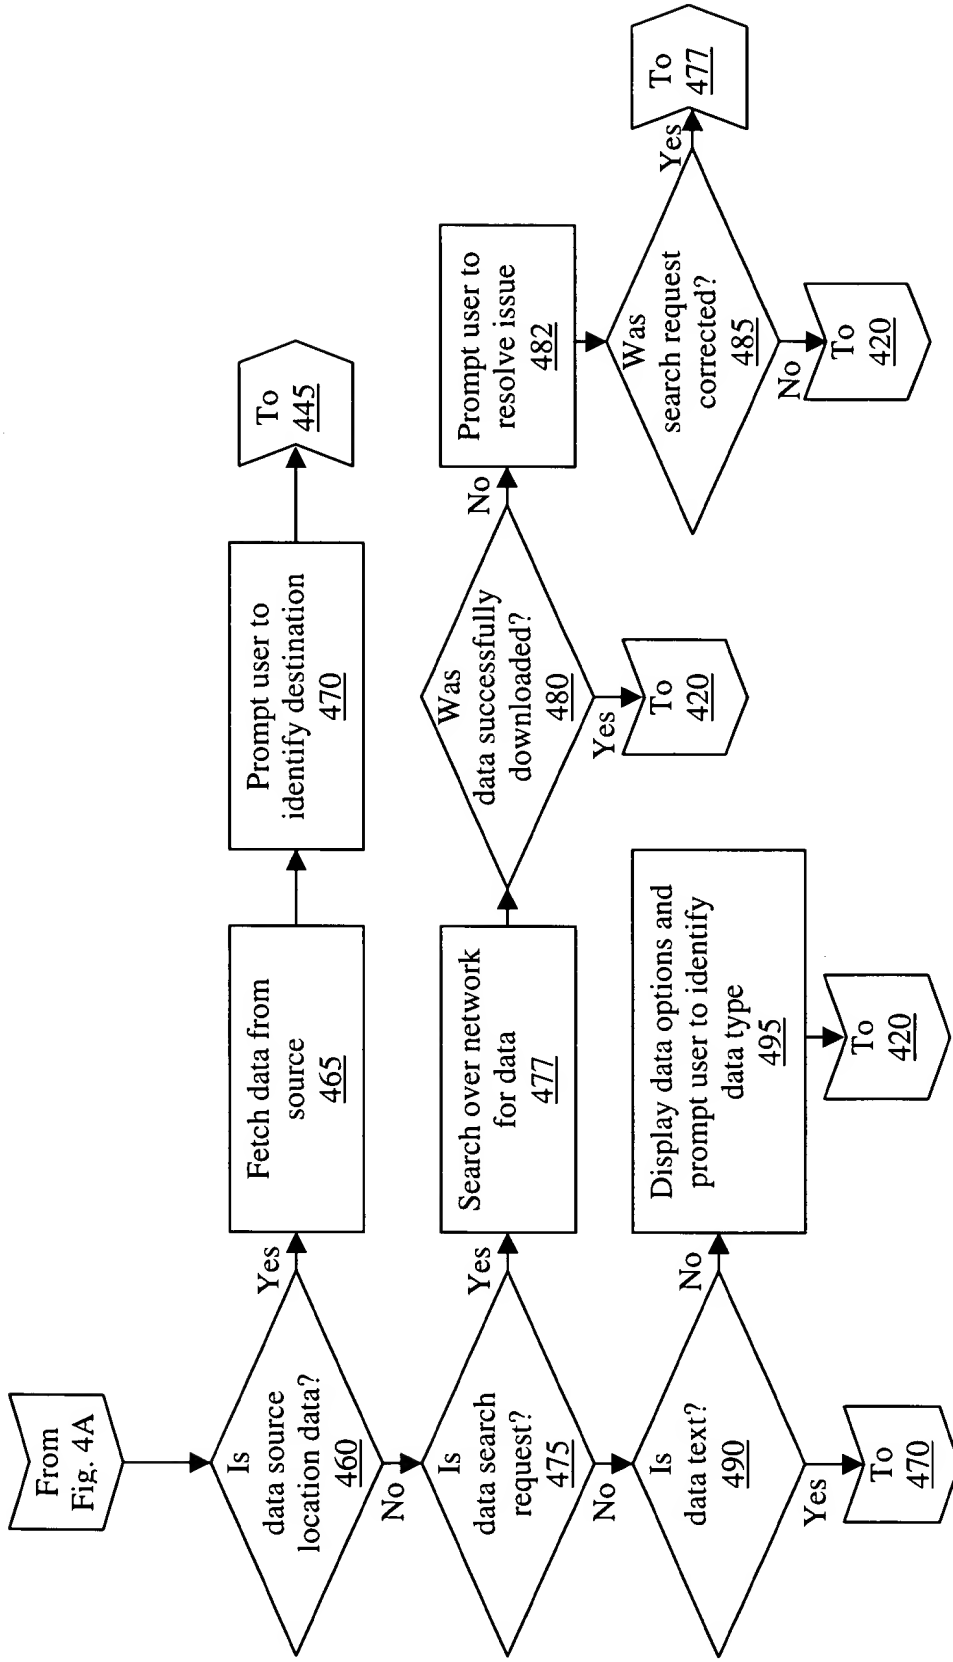 From
Fig. 4A
Is
data source
location data?
460
Yes
No
Fetch data from
source
465
Prompt user to
identify destination
470
To
445
Is
data search
request?
475
Yes
No
Search over network
for data
477
Was
data successfully
downloaded?
480
No
Yes
To
420
Prompt user to
resolve issue
482
Was
search request
corrected?
485
Yes
To
477
No
To
420
Is
data text?
490
No
Yes
Display data options and
prompt user to identify
data type
495
To
420
To
470